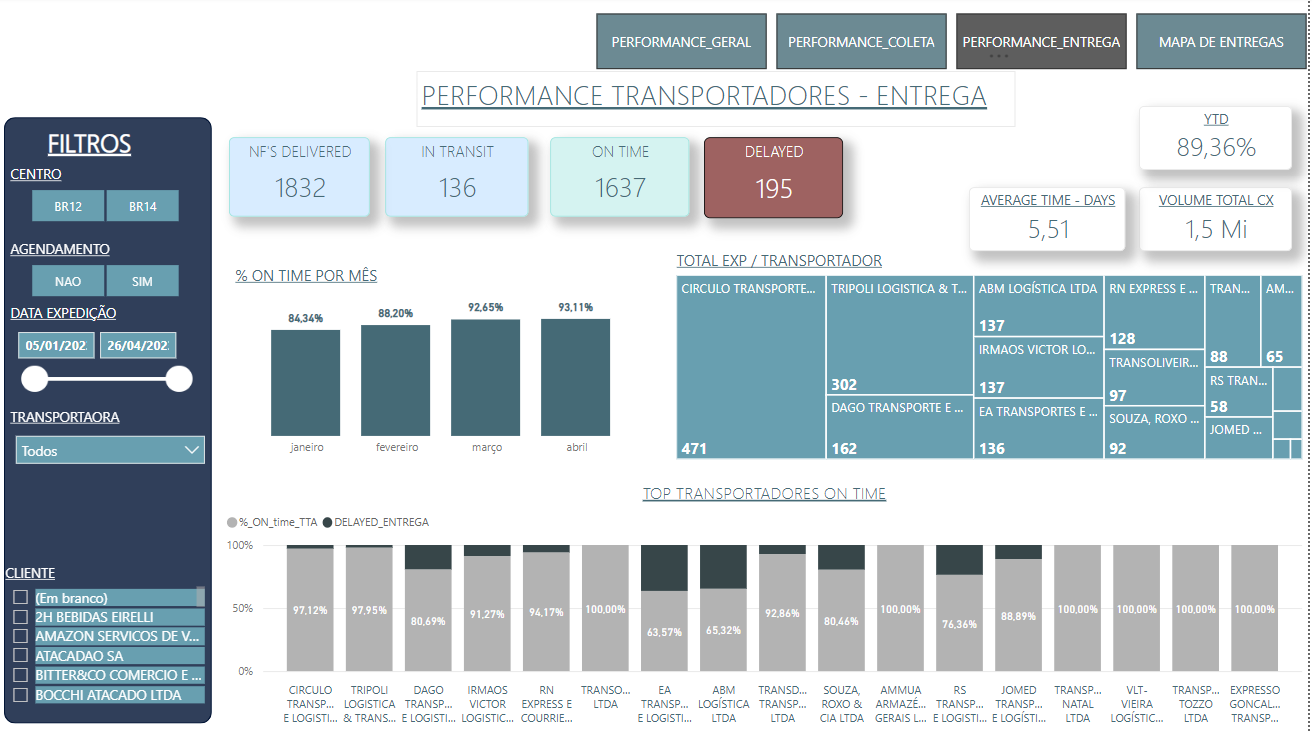 PERFORMANCE_GERAL
PERFORMANCE_COLETA
PERFORMANCE_ENTREGA
MAPA DE ENTREGAS
PERFORMANCE TRANSPORTADORES - ENTREGA
FILTROS
CENTRO
BR12
BR14
AGENDAMENTO
NAO
SIM
DATA EXPEDIÇÃO
05/01/202
26/04/202
TRANSPORTAORA
Todos
CLIENTE
(Em branco)
2H BEBIDAS EIRELLI
AMAZON SERVICOS DE V...
ATACADAO SA
BITTER&CO COMERCIO E ...
BOCCHI ATACADO LTDA
NF'S DELIVERED
1832
IN TRANSIT
136
ON TIME
1637
DELAYED
195
YTD
89,36%
AVERAGE TIME - DAYS
5,51
VOLUME TOTAL CX
1,5 Mi
% ON TIME POR MÊS
84,34%
88,20%
92,65%
93,11%
janeiro
fevereiro
março
abril
TOTAL EXP / TRANSPORTADOR
CIRCULO TRANSPORTE...
471
TRIPOLI LOGISTICA & T...
302
DAGO TRANSPORTE E ...
162
ABM LOGÍSTICA LTDA
137
IRMAOS VICTOR LO...
137
EA TRANSPORTES E ...
136
RN EXPRESS E ...
128
TRANSOLIVEIR...
97
SOUZA, ROXO ...
92
TRAN...
88
AM...
65
RS TRAN...
58
JOMED ...
TOP TRANSPORTADORES ON TIME
%_ON_time_TTA
DELAYED_ENTREGA
100%
50%
0%
97,12%
97,95%
80,69%
91,27%
94,17%
100,00%
63,57%
65,32%
92,86%
80,46%
100,00%
76,36%
88,89%
100,00%
100,00%
100,00%
100,00%
CIRCULO
TRANSP...
E LOGISTI...
TRIPOLI
LOGISTICA
& TRANS...
DAGO
TRANSP...
E LOGISTI...
IRMAOS
VICTOR
LOGISTIC...
RN
EXPRESS E
COURRIE...
TRANSO...
LTDA
EA
TRANSP...
E LOGISTI...
ABM
LOGÍSTICA
LTDA
TRANSD...
TRANSP...
LTDA
SOUZA,
ROXO &
CIA LTDA
AMMUA
ARMAZÉ...
GERAIS L...
RS
TRANSP...
E LOGISTI...
JOMED
TRANSP...
E LOGÍSTI...
TRANSP...
NATAL
LTDA
VLT-
VIEIRA
LOGÍSTIC...
TRANSP...
TOZZO
LTDA
EXPRESSO
GONCAL...
TRANSP...